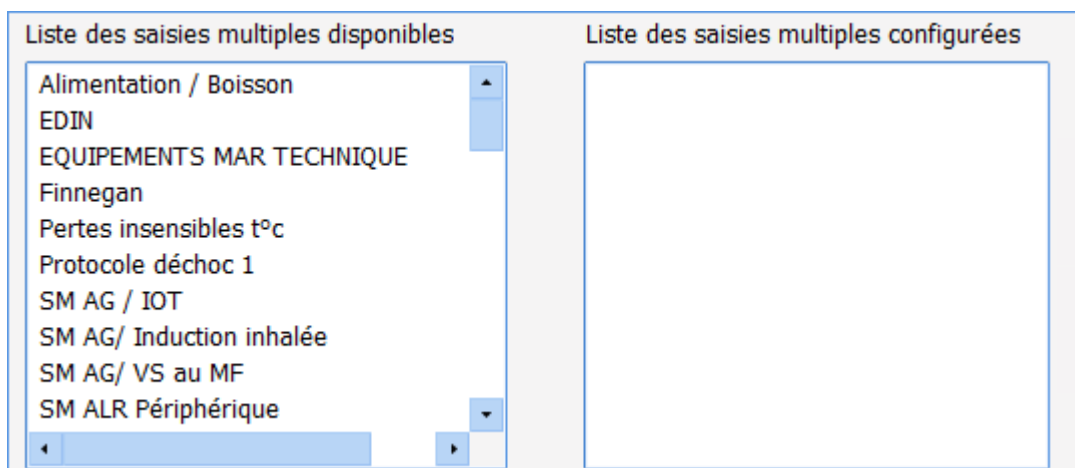 Liste des saisies multiples disponibles
Alimentation / Boisson
EDIN
EQUIPEMENTS MAR TECHNIQUE
Finnegan
Pertes insensibles t°c
Protocole déchoc 1
SM AG / IOT
SM AG/ Induction inhalée
SM AG/ VS au MF
SM ALR Périphérique
Liste des saisies multiples configurées